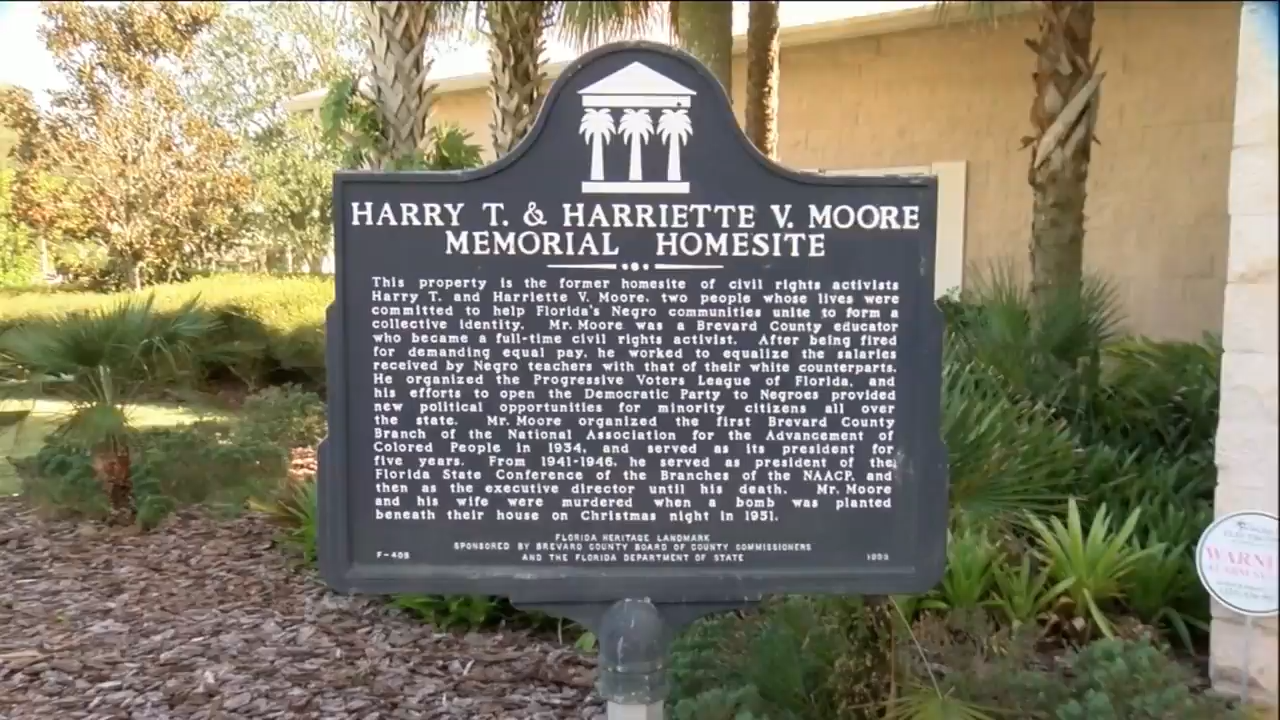 HARRY T. & HARRIETTE V. MOORE
MEMORIAL HOMESITE
This property is the former homesite of civil rights activists
Harry T. and Harriette V. Moore, two people whose lives were
committed to help Florida's Negro communities unite to form a
collective identity. Mr. Moore was a Brevard County educator
who became a full-time civil rights activist. After being fired
for demanding equal pay, he worked to equalize the salaries
received by Negro teachers with that of their white counterparts.
He organized the Progressive Voters League of Florida, and
his efforts to open the Democratic Party to Negroes provided
new political opportunities for minority citizens all over
the state. Mr. Moore organized the first Brevard County
Branch of the National Association for the Advancement of
Colored People in 1934, and served as its president for
five years. From 1941-1946, he served as president of the
Florida State Conference of the Branches of the NAACP, and
then as the executive director until his death. Mr. Moore
and his wife were murdered when a bomb was planted
beneath their house on Christmas night in 1951.
FLORIDA HERITAGE LANDMARK
SPONSORED BY BREVARD COUNTY BOARD OF COUNTY COMMISSIONERS
AND THE FLORIDA DEPARTMENT OF STATE
WARNI